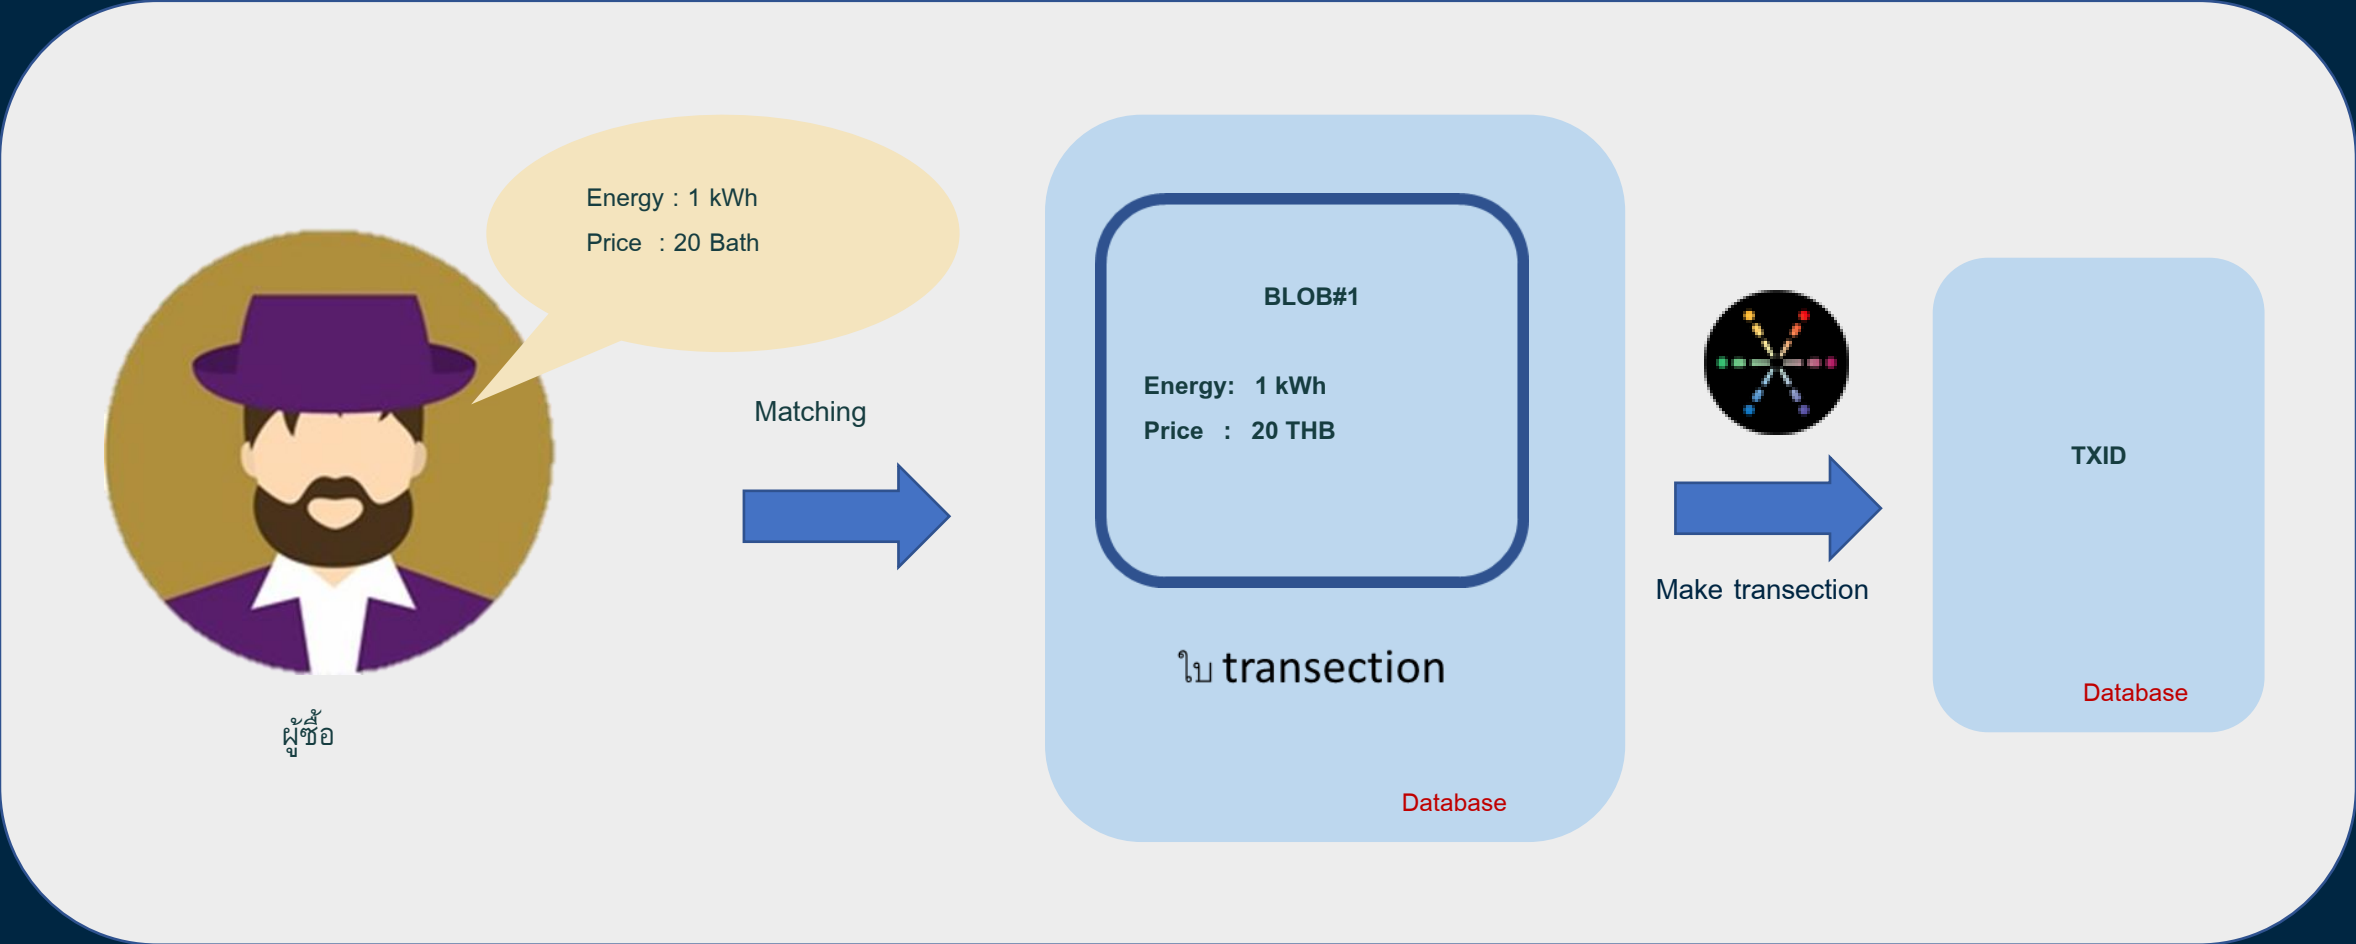 Energy : 1 kWh
Price : 20 Bath
ผู้ซื้อ
Matching
BLOB#1
Energy: 1 kWh
Price : 20 THB
ใบ transection
Database
Make transection
TXID
Database